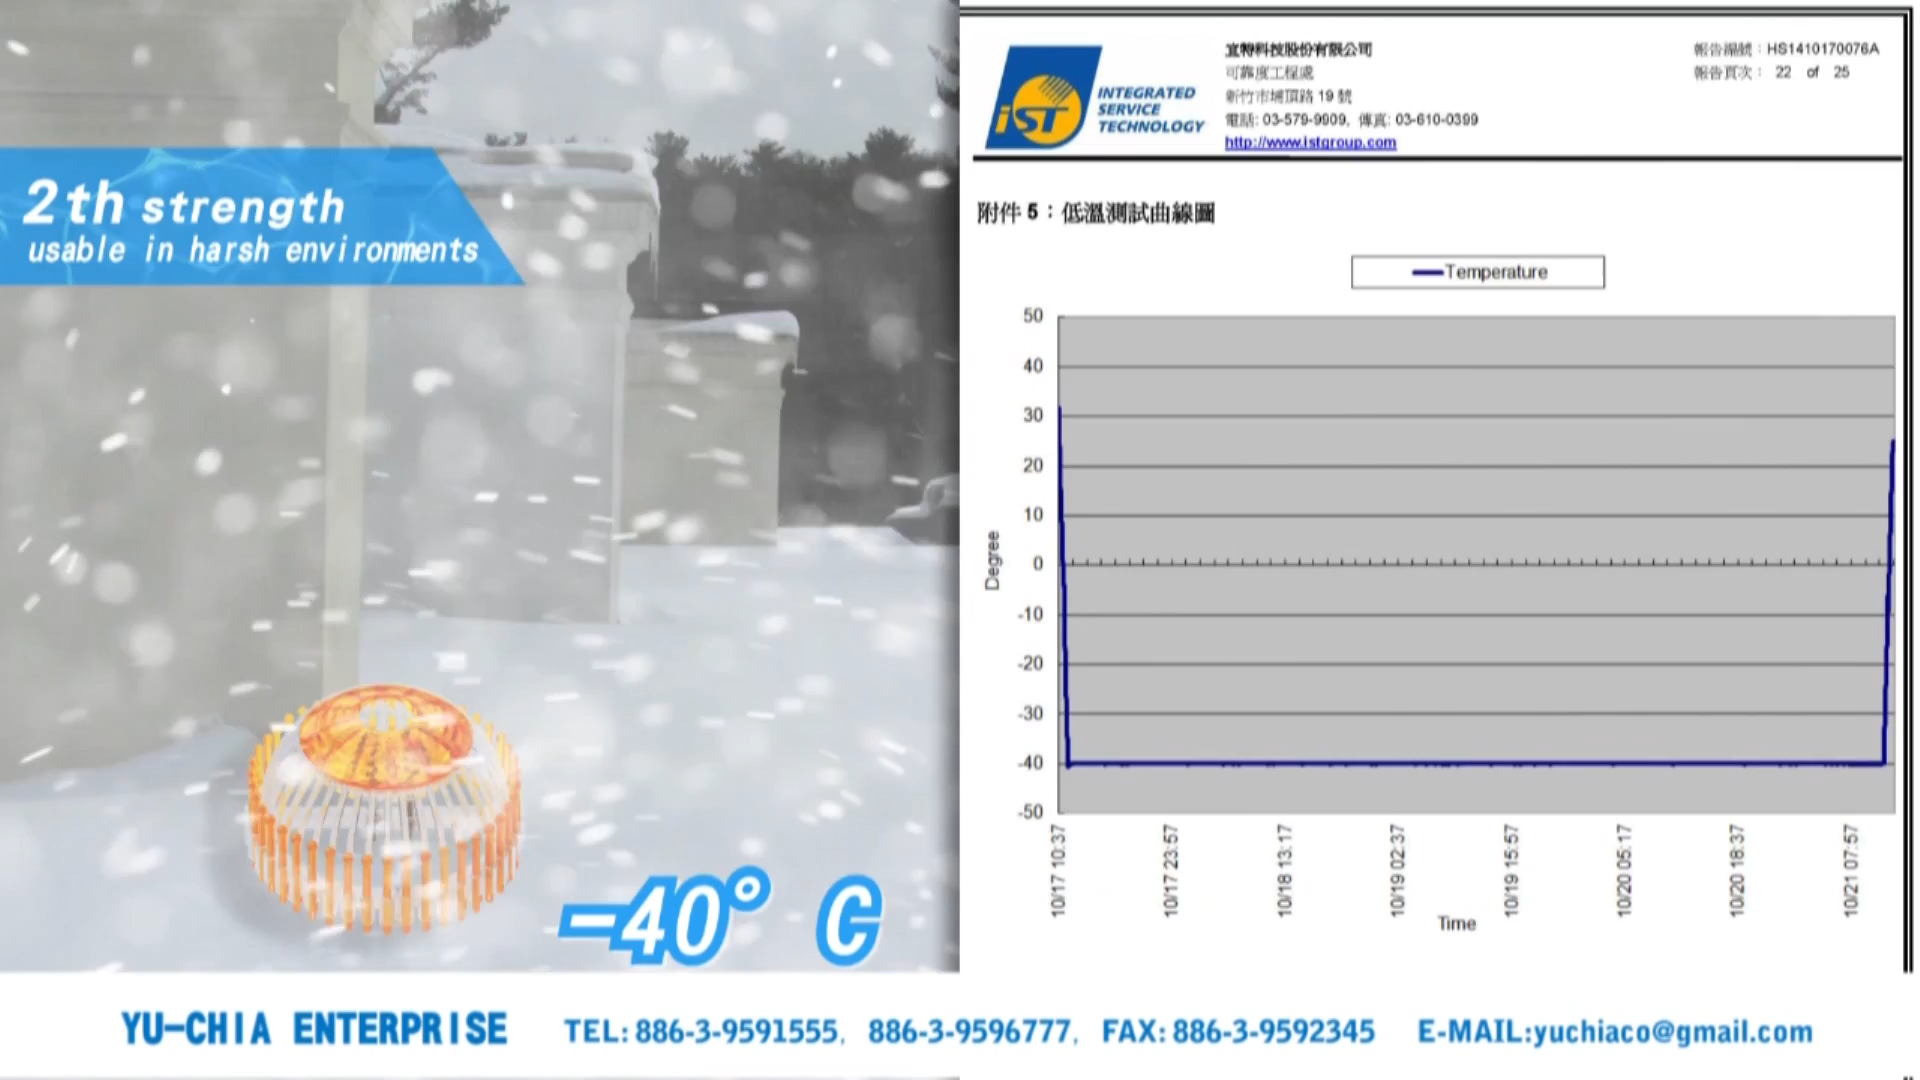 2th strength
usable in harsh environments
-40° C
iST INTEGRATED
SERVICE
TECHNOLOGY
宜特科技股份有限公司
可靠度工程處
新竹市埔頂路 19 號
電話: 03-579-9909, 傳真: 03-610-0399
http://www.istgroup.com
報告編號：HS1410170076A
報告頁次： 22 of 25
附件 5：低溫測試曲線圖
Temperature
50
40
30
20
10
0
-10
-20
-30
-40
-50
Degree
10/17 10:37
10/17 23:57
10/18 13:17
10/19 02:37
10/19 15:57
10/20 05:17
10/20 18:37
10/21 07:57
Time
YU-CHIA ENTERPRISE TEL: 886-3-9591555, 886-3-9596777, FAX: 886-3-9592345 E-MAIL:yuchiaco@gmail.com